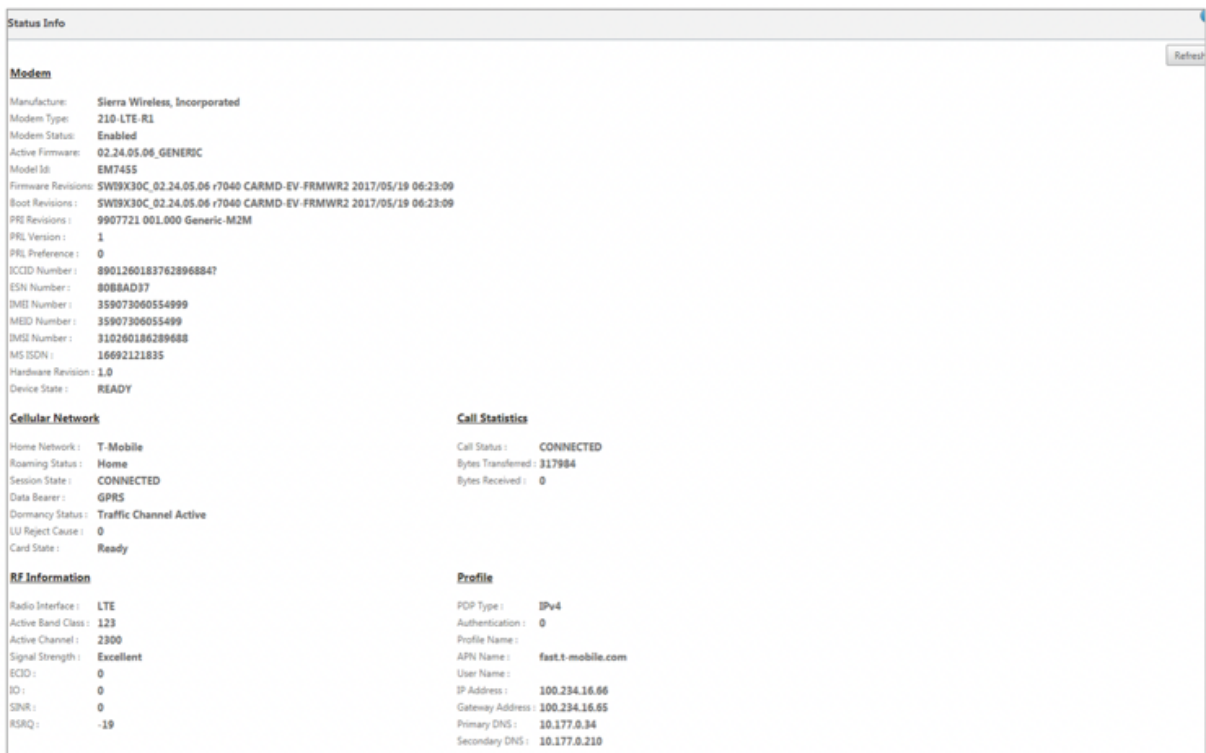 Status Info
Refresh
Modem
Manufacture: Sierra Wireless, Incorporated
Modem Type: 210-LTE-R1
Modem Status: Enabled
Active Firmware: 02.24.05.06_GENERIC
Model Id: EM7455
Firmware Revisions: SWI9X30C_02.24.05.06 r7040 CARMD-EV-FRMWR2 2017/05/19 06:23:09
Boot Revisions : SWI9X30C_02.24.05.06 r7040 CARMD-EV-FRMWR2 2017/05/19 06:23:09
PRI Revisions : 9907721 001.000 Generic-M2M
PRL Version : 1
PRL Preference : 0
ICCID Number : 8901260183762896884?
ESN Number : 80B8AD37
IMEI Number : 359073060554999
MEID Number : 35907306055499
IMSI Number : 310260186289688
MS ISDN : 16692121835
Hardware Revision : 1.0
Device State : READY
Cellular Network
Home Network : T-Mobile
Roaming Status : Home
Session State : CONNECTED
Data Bearer : GPRS
Dormancy Status : Traffic Channel Active
LU Reject Cause : 0
Card State : Ready
Call Statistics
Call Status : CONNECTED
Bytes Transferred : 317984
Bytes Received : 0
RF Information
Radio Interface : LTE
Active Band Class : 123
Active Channel : 2300
Signal Strength : Excellent
ECIO : 0
IO : 0
SINR : 0
RSRQ : -19
Profile
PDP Type : IPv4
Authentication : 0
Profile Name :
APN Name : fast.t-mobile.com
User Name :
IP Address : 100.234.16.66
Gateway Address : 100.234.16.65
Primary DNS : 10.177.0.34
Secondary DNS : 10.177.0.210